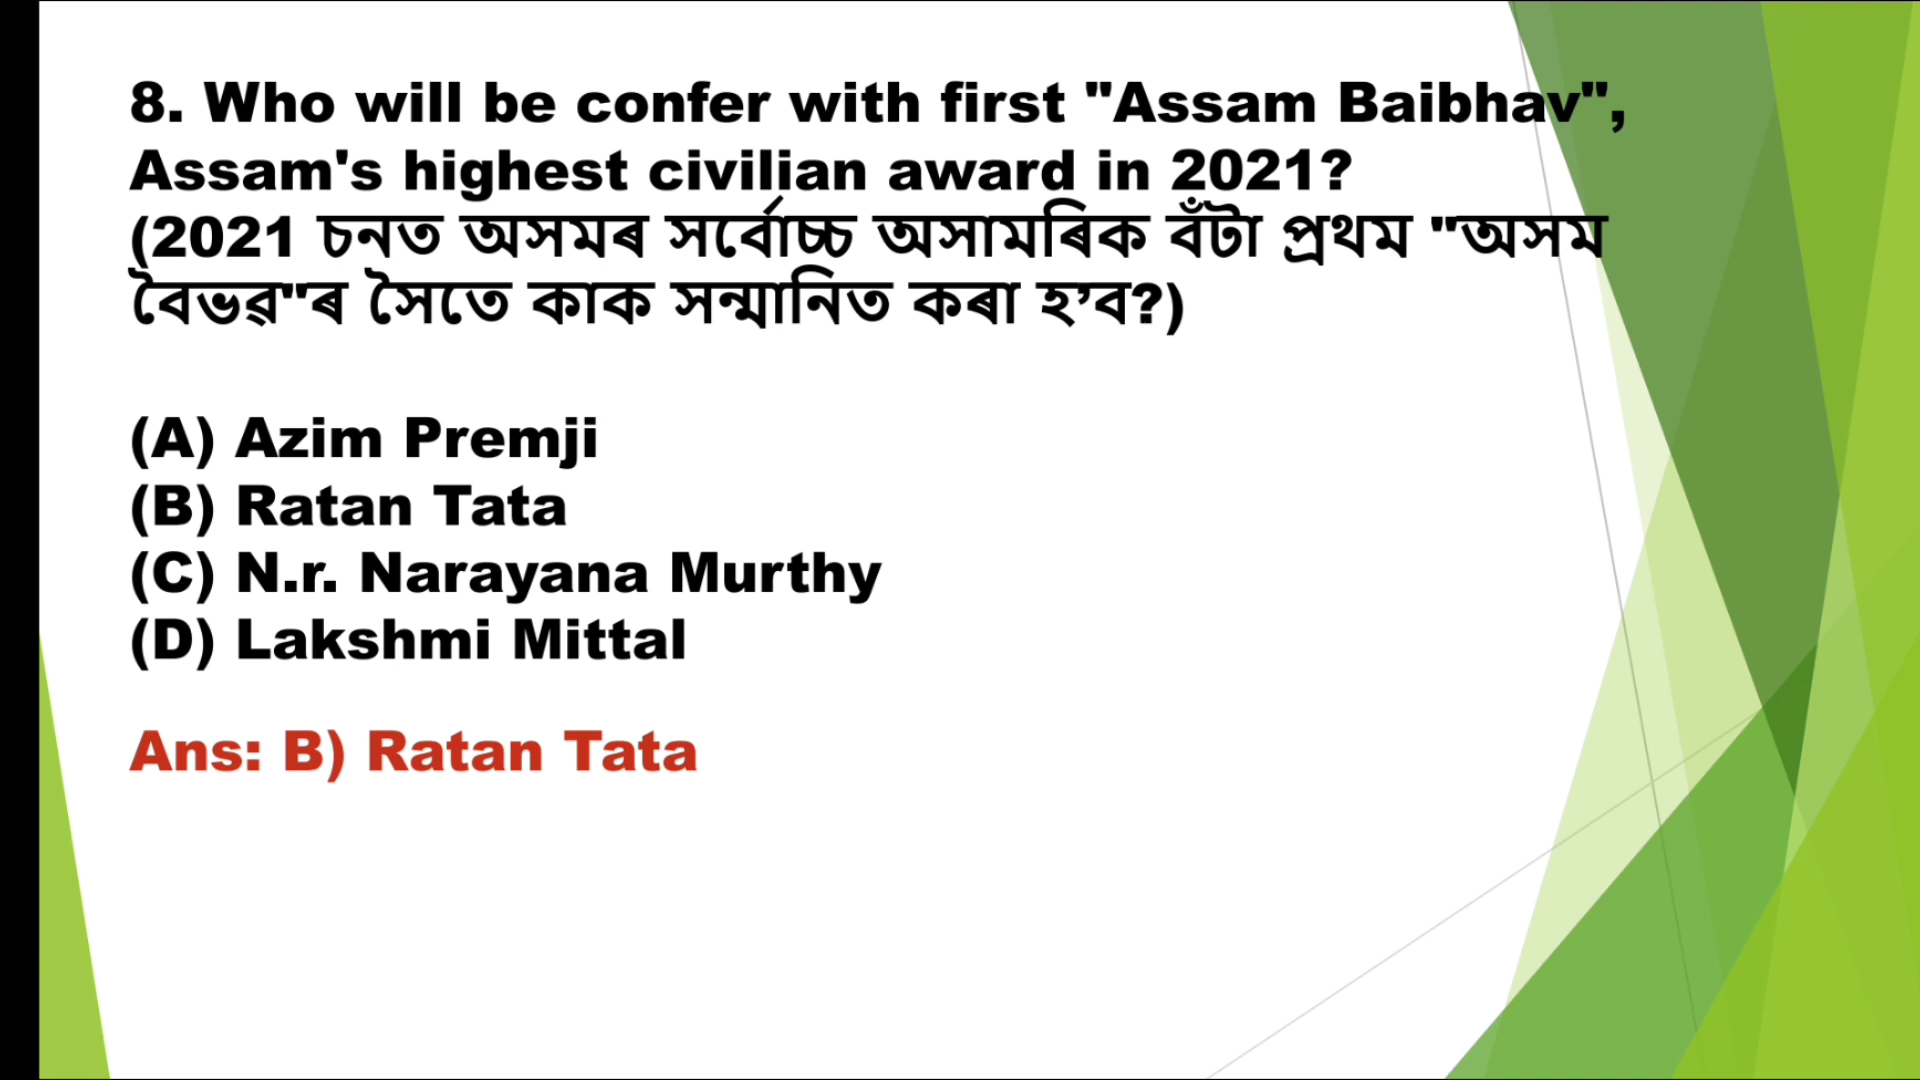 8. Who will be confer with first "Assam Baibhav",
Assam's highest civilian award in 2021?
(2021 চনত অসমৰ সৰ্বোচ্চ অসামৰিক বঁটা প্ৰথম "অসম
বৈভৱ"ৰ সৈতে কাক সন্মানিত কৰা হ’ব?)
(A) Azim Premji
(B) Ratan Tata
(C) N.r. Narayana Murthy
(D) Lakshmi Mittal
Ans: B) Ratan Tata